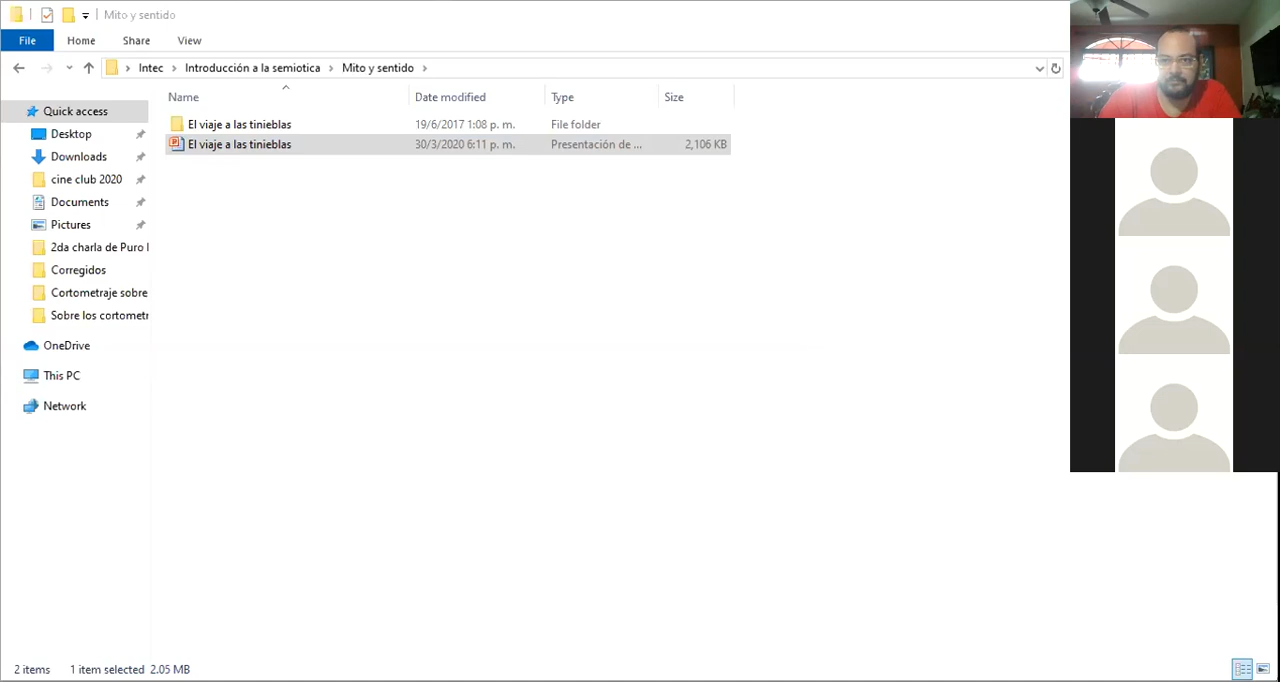 Mito y sentido
File Home Share View
Intec Introducción a la semiotica Mito y sentido
Name Date modified Type Size
El viaje a las tinieblas 19/6/2017 1:08 p. m. File folder
El viaje a las tinieblas 30/3/2020 6:11 p. m. Presentación de ... 2,106 KB
Quick access
Desktop
Downloads
cine club 2020
Documents
Pictures
2da charla de Puro
Corregidos
Cortometraje sobre
Sobre los cortometr
OneDrive
This PC
Network
2 items 1 item selected 2.05 MB